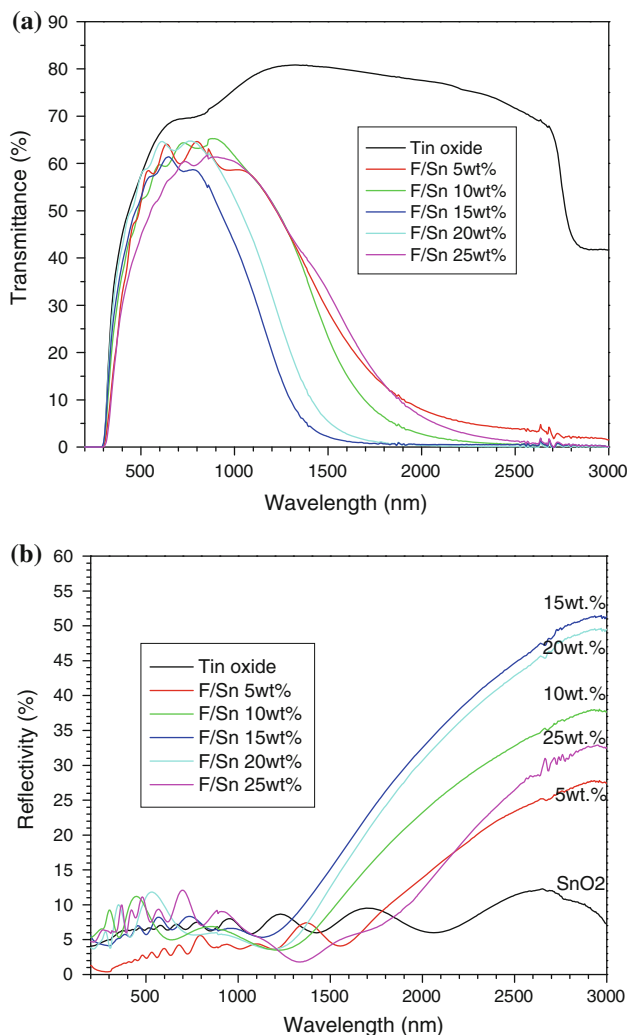 (a)
90
80
70
60
50
40
30
20
10
0
Transmittance (%)
Tin oxide
F/Sn 5wt%
F/Sn 10wt%
F/Sn 15wt%
F/Sn 20wt%
F/Sn 25wt%
500 1000 1500 2000 2500 3000
Wavelength (nm)
(b)
60
55
50
45
40
35
30
25
20
15
10
5
0
Reflectivity (%)
Tin oxide
F/Sn 5wt%
F/Sn 10wt%
F/Sn 15wt%
F/Sn 20wt%
F/Sn 25wt%
15wt.%
20wt.%
10wt.%
25wt.%
5wt.%
SnO2
500 1000 1500 2000 2500 3000
Wavelength (nm)